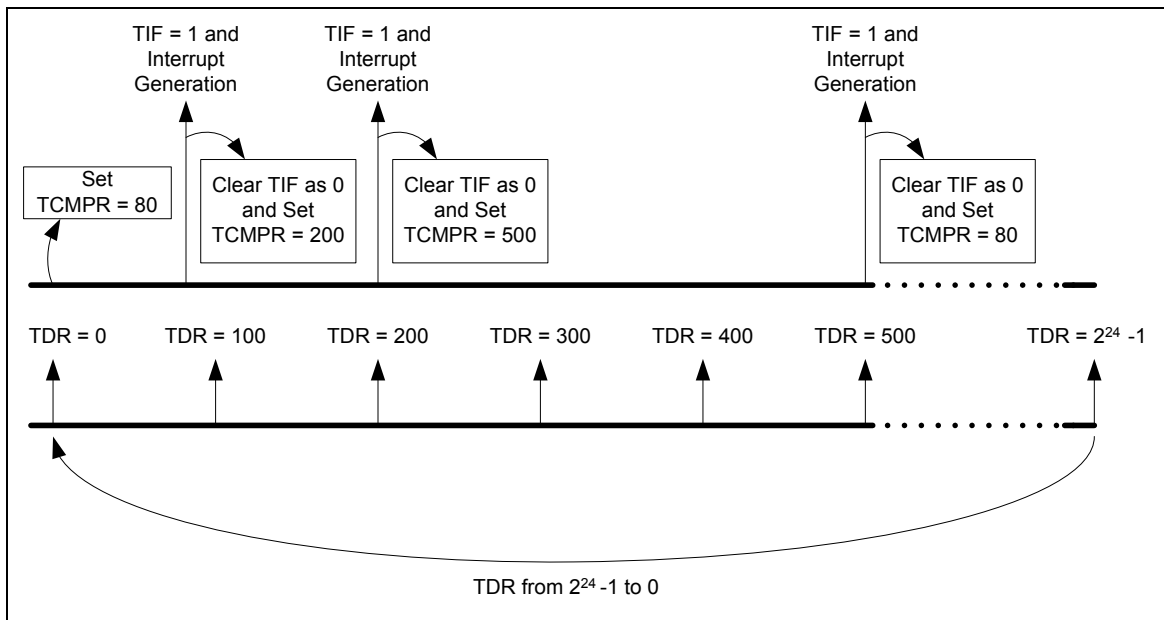 TIF = 1 and
Interrupt
Generation
TIF = 1 and
Interrupt
Generation
TIF = 1 and
Interrupt
Generation
Set
TCMPR = 80
Clear TIF as 0
and Set
TCMPR = 200
Clear TIF as 0
and Set
TCMPR = 500
Clear TIF as 0
and Set
TCMPR = 80
TDR = 0
TDR = 100
TDR = 200
TDR = 300
TDR = 400
TDR = 500
TDR = 2²⁴ -1
TDR from 2²⁴ -1 to 0